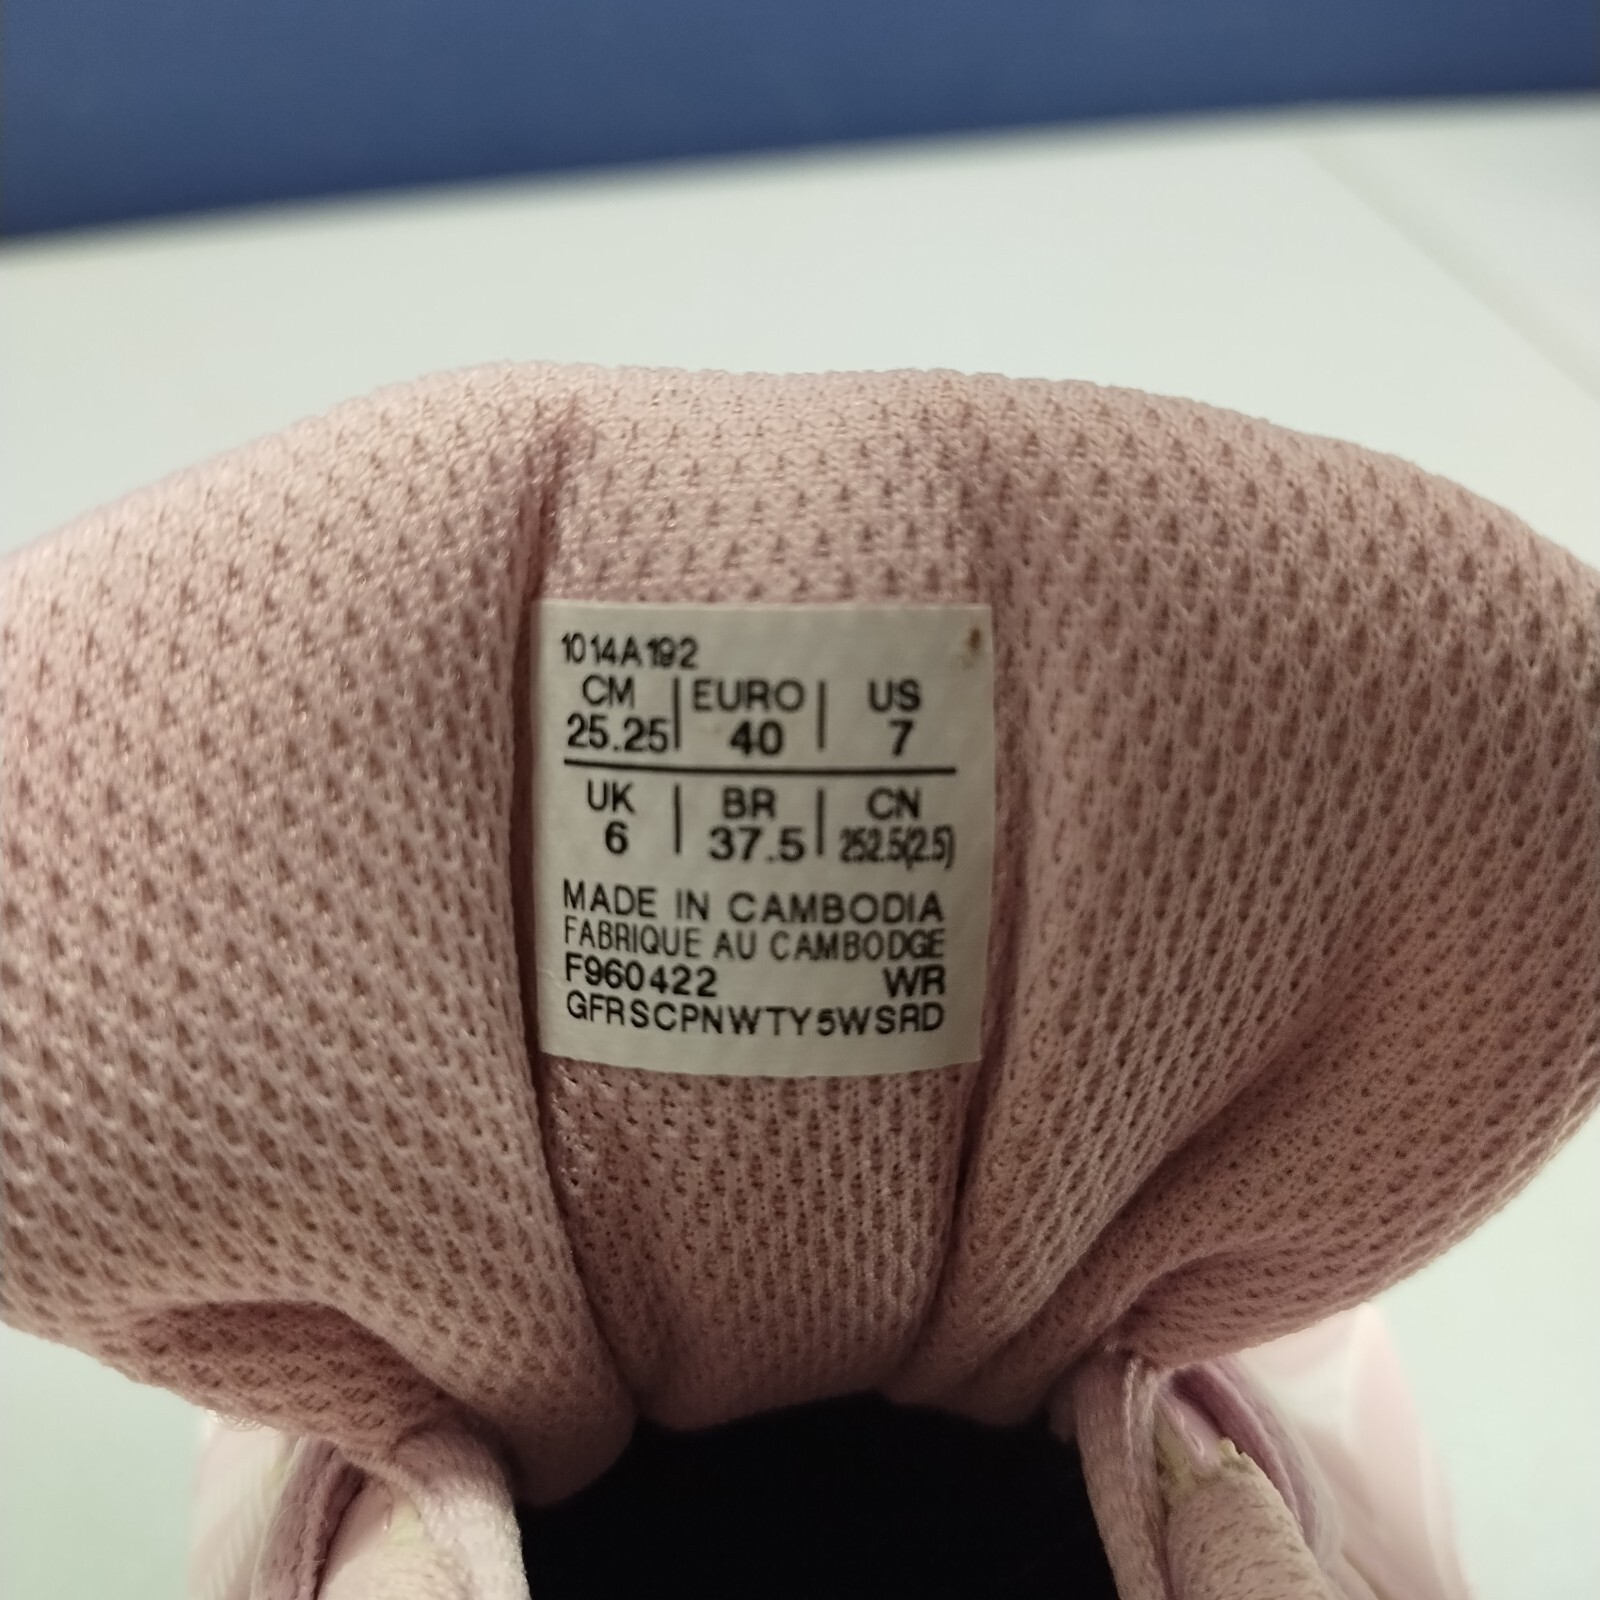 1014A192
CM | EURO | US
25.25 | 40 | 7
UK | BR | CN
6 | 37.5 | 252.5(2.5)
MADE IN CAMBODIA
FABRIQUE AU CAMBODGE
F960422 WR
GFRSCPNWTY5WSRD